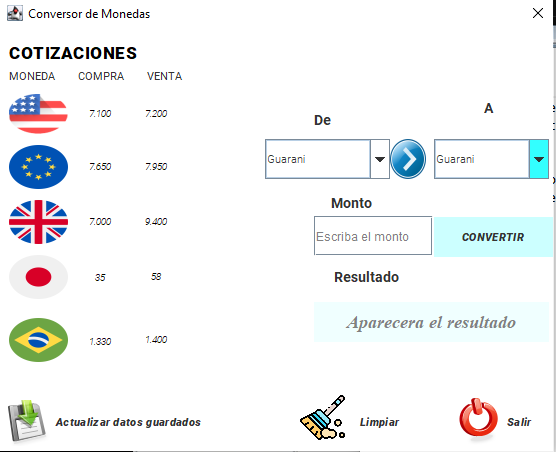 Conversor de Monedas
COTIZACIONES
MONEDA COMPRA VENTA
7.100 7.200
7.650 7.950
7.000 9.400
35 58
1.330 1.400
De
A
Guarani
Guarani
Monto
Escriba el monto
CONVERTIR
Resultado
Aparecera el resultado
Actualizar datos guardados
Limpiar
Salir